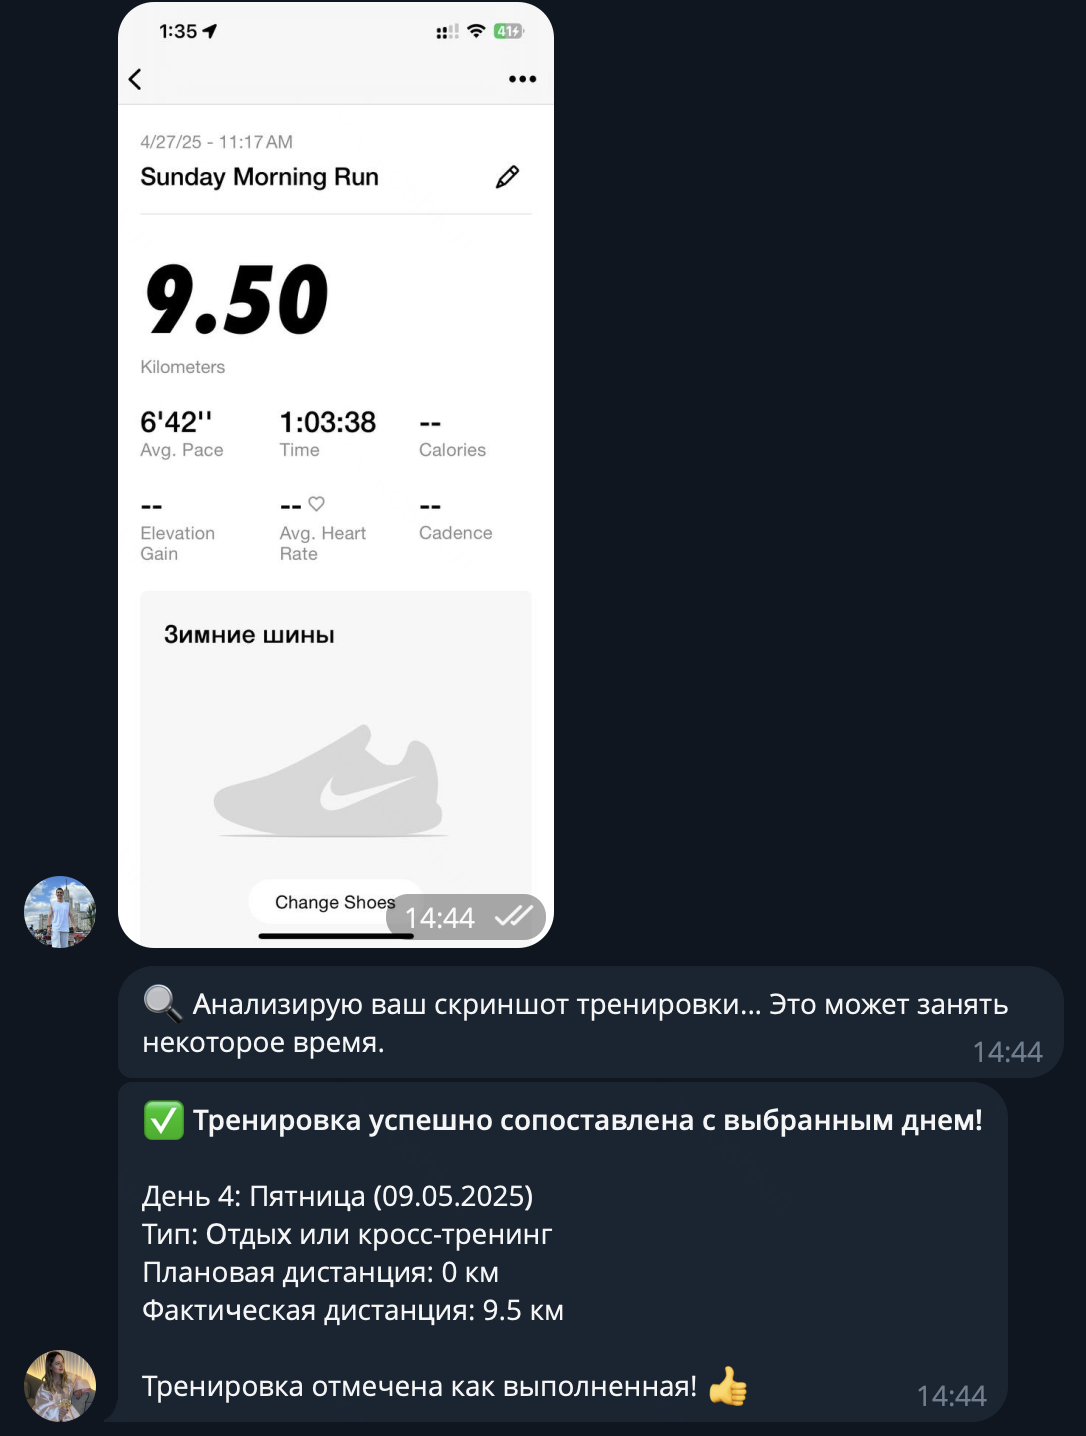 1:35
41
4/27/25 - 11:17 AM
Sunday Morning Run
9.50
Kilometers
6'42'' 1:03:38 --
Avg. Pace Time Calories
-- -- --
Elevation Gain Avg. Heart Rate Cadence
Зимние шины
Change Shoes
14:44
Анализирую ваш скриншот тренировки... Это может занять
некоторое время.
14:44
Тренировка успешно сопоставлена с выбранным днем!
День 4: Пятница (09.05.2025)
Тип: Отдых или кросс-тренинг
Плановая дистанция: 0 км
Фактическая дистанция: 9.5 км
Тренировка отмечена как выполненная!
14:44